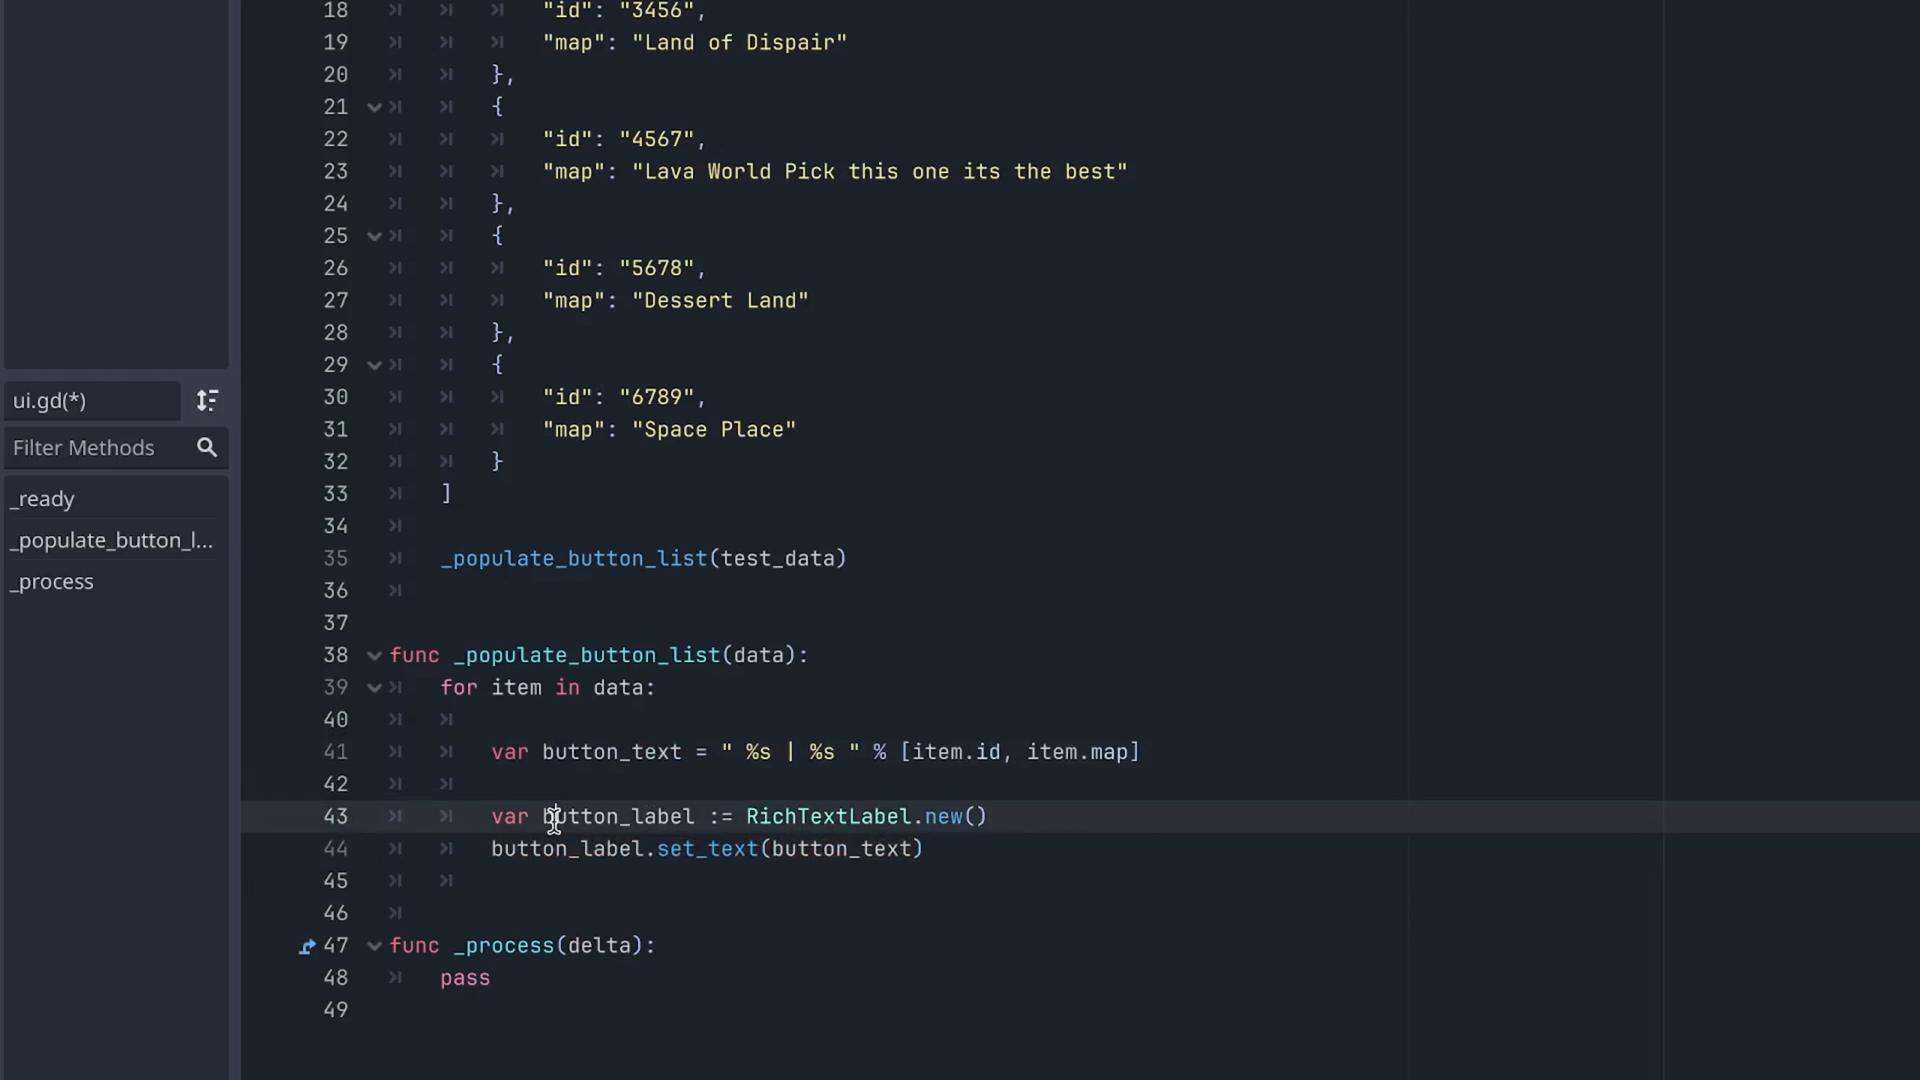 18 "id": "3456",
19 "map": "Land of Dispair"
20 },
21 {
22 "id": "4567",
23 "map": "Lava World Pick this one its the best"
24 },
25 {
26 "id": "5678",
27 "map": "Dessert Land"
28 },
29 {
ui.gd(*)
30 "id": "6789",
31 "map": "Space Place"
Filter Methods
32 }
33 ]
_ready
34
_populate_button_l...
35 _populate_button_list(test_data)
_process
36
37
38 func _populate_button_list(data):
39 for item in data:
40
41 var button_text = " %s | %s " % [item.id, item.map]
42
43 var button_label := RichTextLabel.new()
44 button_label.set_text(button_text)
45
46
47 func _process(delta):
48 pass
49